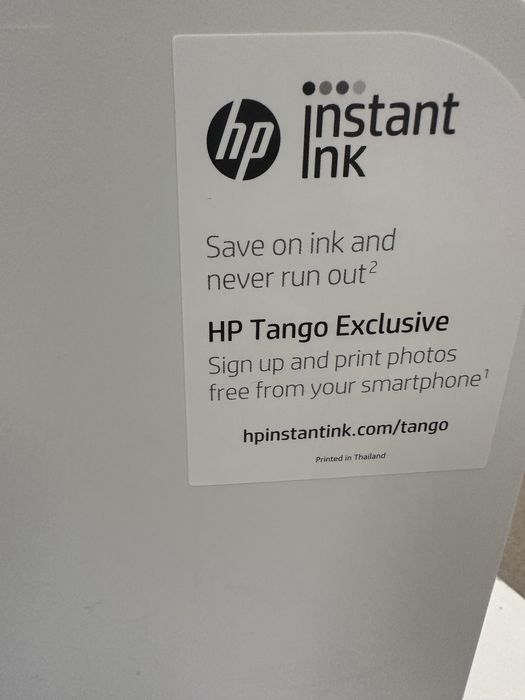 hp
instant
ink
Save on ink and
never run out²
HP Tango Exclusive
Sign up and print photos
free from your smartphone¹
hpinstantink.com/tango
Printed in Thailand